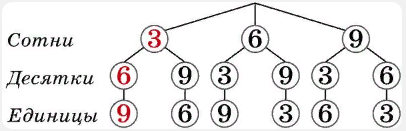 Сотни 3 6 9
Десятки 6 9 3 9 3 6
Единицы 9 6 9 3 6 3